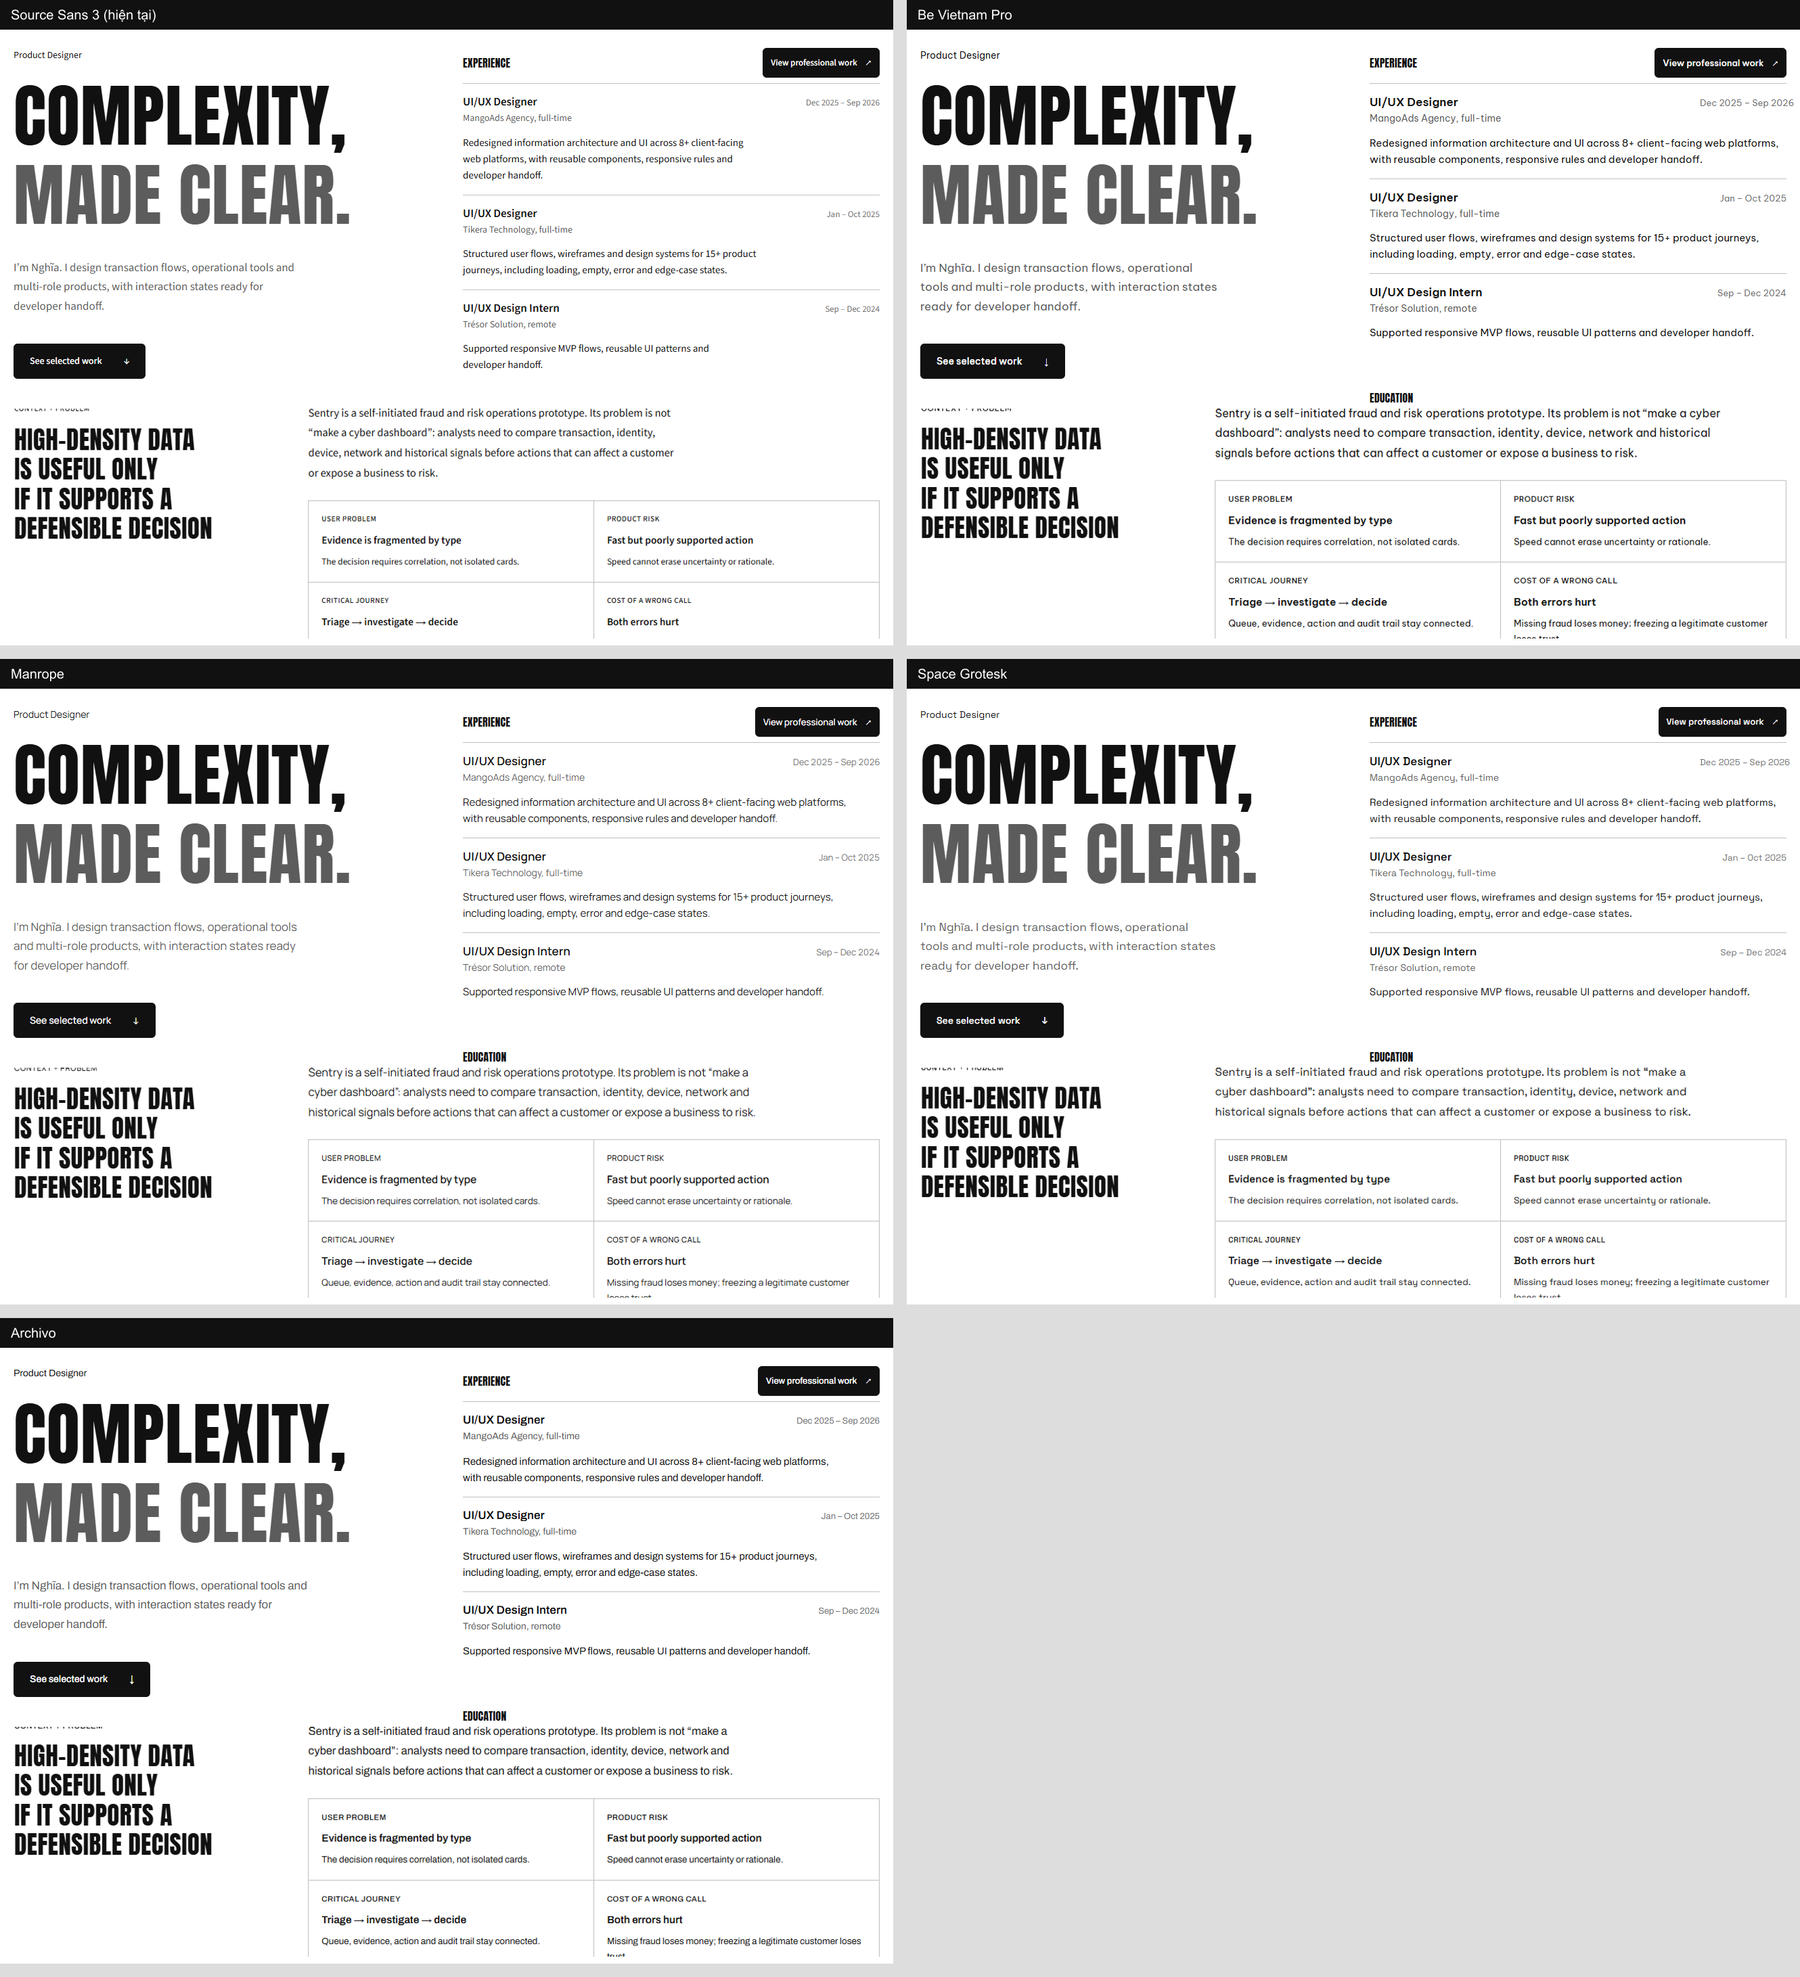 Source Sans 3 (hiện tại)
Product Designer
COMPLEXITY,
MADE CLEAR.
I'm Nghĩa. I design transaction flows, operational tools and
multi-role products, with interaction states ready for
developer handoff.
See selected work ↓
EXPERIENCE
View professional work ↗
UI/UX Designer
Dec 2025 – Sep 2026
MangoAds Agency, full-time
Redesigned information architecture and UI across 8+ client-facing
web platforms, with reusable components, responsive rules and
developer handoff.
UI/UX Designer
Jan – Oct 2025
Tikera Technology, full-time
Structured user flows, wireframes and design systems for 15+ product
journeys, including loading, empty, error and edge-case states.
UI/UX Design Intern
Sep – Dec 2024
Trésor Solution, remote
Supported responsive MVP flows, reusable UI patterns and
developer handoff.
CONTEXT + PROBLEM
HIGH-DENSITY DATA
IS USEFUL ONLY
IF IT SUPPORTS A
DEFENSIBLE DECISION
Sentry is a self-initiated fraud and risk operations prototype. Its problem is not
“make a cyber dashboard”: analysts need to compare transaction, identity,
device, network and historical signals before actions that can affect a customer
or expose a business to risk.
USER PROBLEM
Evidence is fragmented by type
The decision requires correlation, not isolated cards.
PRODUCT RISK
Fast but poorly supported action
Speed cannot erase uncertainty or rationale.
CRITICAL JOURNEY
Triage → investigate → decide
COST OF A WRONG CALL
Both errors hurt
Be Vietnam Pro
Product Designer
COMPLEXITY,
MADE CLEAR.
I'm Nghĩa. I design transaction flows, operational
tools and multi-role products, with interaction states
ready for developer handoff.
See selected work ↓
EXPERIENCE
View professional work ↗
UI/UX Designer
Dec 2025 – Sep 2026
MangoAds Agency, full-time
Redesigned information architecture and UI across 8+ client-facing web platforms,
with reusable components, responsive rules and developer handoff.
UI/UX Designer
Jan – Oct 2025
Tikera Technology, full-time
Structured user flows, wireframes and design systems for 15+ product journeys,
including loading, empty, error and edge-case states.
UI/UX Design Intern
Sep – Dec 2024
Trésor Solution, remote
Supported responsive MVP flows, reusable UI patterns and developer handoff.
EDUCATION
CONTEXT + PROBLEM
HIGH-DENSITY DATA
IS USEFUL ONLY
IF IT SUPPORTS A
DEFENSIBLE DECISION
Sentry is a self-initiated fraud and risk operations prototype. Its problem is not “make a cyber
dashboard”: analysts need to compare transaction, identity, device, network and historical
signals before actions that can affect a customer or expose a business to risk.
USER PROBLEM
Evidence is fragmented by type
The decision requires correlation, not isolated cards.
PRODUCT RISK
Fast but poorly supported action
Speed cannot erase uncertainty or rationale.
CRITICAL JOURNEY
Triage → investigate → decide
Queue, evidence, action and audit trail stay connected.
COST OF A WRONG CALL
Both errors hurt
Missing fraud loses money; freezing a legitimate customer
loses trust
Manrope
Product Designer
COMPLEXITY,
MADE CLEAR.
I'm Nghĩa. I design transaction flows, operational tools
and multi-role products, with interaction states ready
for developer handoff.
See selected work ↓
EXPERIENCE
View professional work ↗
UI/UX Designer
Dec 2025 – Sep 2026
MangoAds Agency, full-time
Redesigned information architecture and UI across 8+ client-facing web platforms,
with reusable components, responsive rules and developer handoff.
UI/UX Designer
Jan – Oct 2025
Tikera Technology, full-time
Structured user flows, wireframes and design systems for 15+ product journeys,
including loading, empty, error and edge-case states.
UI/UX Design Intern
Sep – Dec 2024
Trésor Solution, remote
Supported responsive MVP flows, reusable UI patterns and developer handoff.
EDUCATION
CONTEXT + PROBLEM
HIGH-DENSITY DATA
IS USEFUL ONLY
IF IT SUPPORTS A
DEFENSIBLE DECISION
Sentry is a self-initiated fraud and risk operations prototype. Its problem is not “make a
cyber dashboard”: analysts need to compare transaction, identity, device, network and
historical signals before actions that can affect a customer or expose a business to risk.
USER PROBLEM
Evidence is fragmented by type
The decision requires correlation, not isolated cards.
PRODUCT RISK
Fast but poorly supported action
Speed cannot erase uncertainty or rationale.
CRITICAL JOURNEY
Triage → investigate → decide
Queue, evidence, action and audit trail stay connected.
COST OF A WRONG CALL
Both errors hurt
Missing fraud loses money; freezing a legitimate customer
loses trust
Space Grotesk
Product Designer
COMPLEXITY,
MADE CLEAR.
I'm Nghĩa. I design transaction flows, operational
tools and multi-role products, with interaction states
ready for developer handoff.
See selected work ↓
EXPERIENCE
View professional work ↗
UI/UX Designer
Dec 2025 – Sep 2026
MangoAds Agency, full-time
Redesigned information architecture and UI across 8+ client-facing web platforms,
with reusable components, responsive rules and developer handoff.
UI/UX Designer
Jan – Oct 2025
Tikera Technology, full-time
Structured user flows, wireframes and design systems for 15+ product journeys,
including loading, empty, error and edge-case states.
UI/UX Design Intern
Sep – Dec 2024
Trésor Solution, remote
Supported responsive MVP flows, reusable UI patterns and developer handoff.
EDUCATION
CONTEXT + PROBLEM
HIGH-DENSITY DATA
IS USEFUL ONLY
IF IT SUPPORTS A
DEFENSIBLE DECISION
Sentry is a self-initiated fraud and risk operations prototype. Its problem is not “make a
cyber dashboard”: analysts need to compare transaction, identity, device, network and
historical signals before actions that can affect a customer or expose a business to risk.
USER PROBLEM
Evidence is fragmented by type
The decision requires correlation, not isolated cards.
PRODUCT RISK
Fast but poorly supported action
Speed cannot erase uncertainty or rationale.
CRITICAL JOURNEY
Triage → investigate → decide
Queue, evidence, action and audit trail stay connected.
COST OF A WRONG CALL
Both errors hurt
Missing fraud loses money; freezing a legitimate customer
loses trust
Archivo
Product Designer
COMPLEXITY,
MADE CLEAR.
I'm Nghĩa. I design transaction flows, operational tools and
multi-role products, with interaction states ready for
developer handoff.
See selected work ↓
EXPERIENCE
View professional work ↗
UI/UX Designer
Dec 2025 – Sep 2026
MangoAds Agency, full-time
Redesigned information architecture and UI across 8+ client-facing web platforms,
with reusable components, responsive rules and developer handoff.
UI/UX Designer
Jan – Oct 2025
Tikera Technology, full-time
Structured user flows, wireframes and design systems for 15+ product journeys,
including loading, empty, error and edge-case states.
UI/UX Design Intern
Sep – Dec 2024
Trésor Solution, remote
Supported responsive MVP flows, reusable UI patterns and developer handoff.
EDUCATION
CONTEXT + PROBLEM
HIGH-DENSITY DATA
IS USEFUL ONLY
IF IT SUPPORTS A
DEFENSIBLE DECISION
Sentry is a self-initiated fraud and risk operations prototype. Its problem is not “make a
cyber dashboard”: analysts need to compare transaction, identity, device, network and
historical signals before actions that can affect a customer or expose a business to risk.
USER PROBLEM
Evidence is fragmented by type
The decision requires correlation, not isolated cards.
PRODUCT RISK
Fast but poorly supported action
Speed cannot erase uncertainty or rationale.
CRITICAL JOURNEY
Triage → investigate → decide
Queue, evidence, action and audit trail stay connected.
COST OF A WRONG CALL
Both errors hurt
Missing fraud loses money; freezing a legitimate customer loses
trust